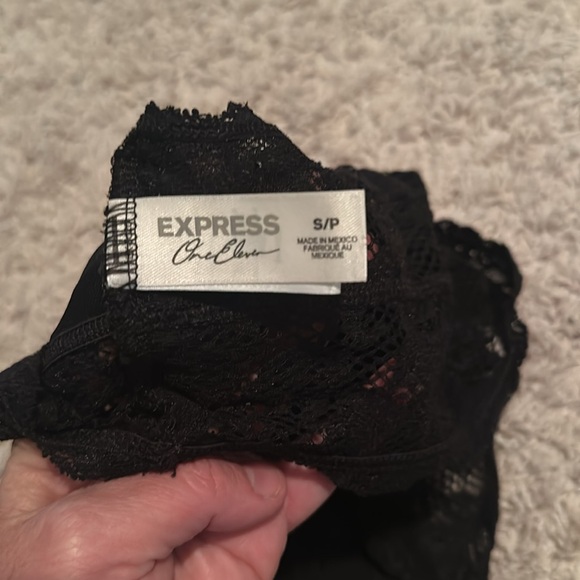 EXPRESS
One Eleven
S/P
MADE IN MEXICO
FABRIQUÉ AU
MEXIQUE